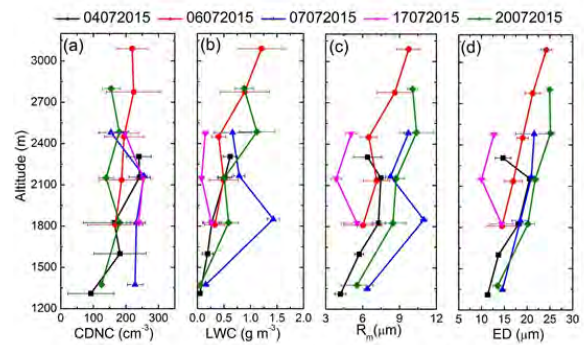 04072015 06072015 07072015 17072015 20072015
(a) (b) (c) (d)
Altitude (m)
3000
2700
2400
2100
1800
1500
1200
0 100 200 300 400
0.0 0.5 1.0 1.5 2.0
3 6 9 12
5 10 15 20 25 30
CDNC (cm-3) LWC (g m-3) Rm(μm) ED (μm)